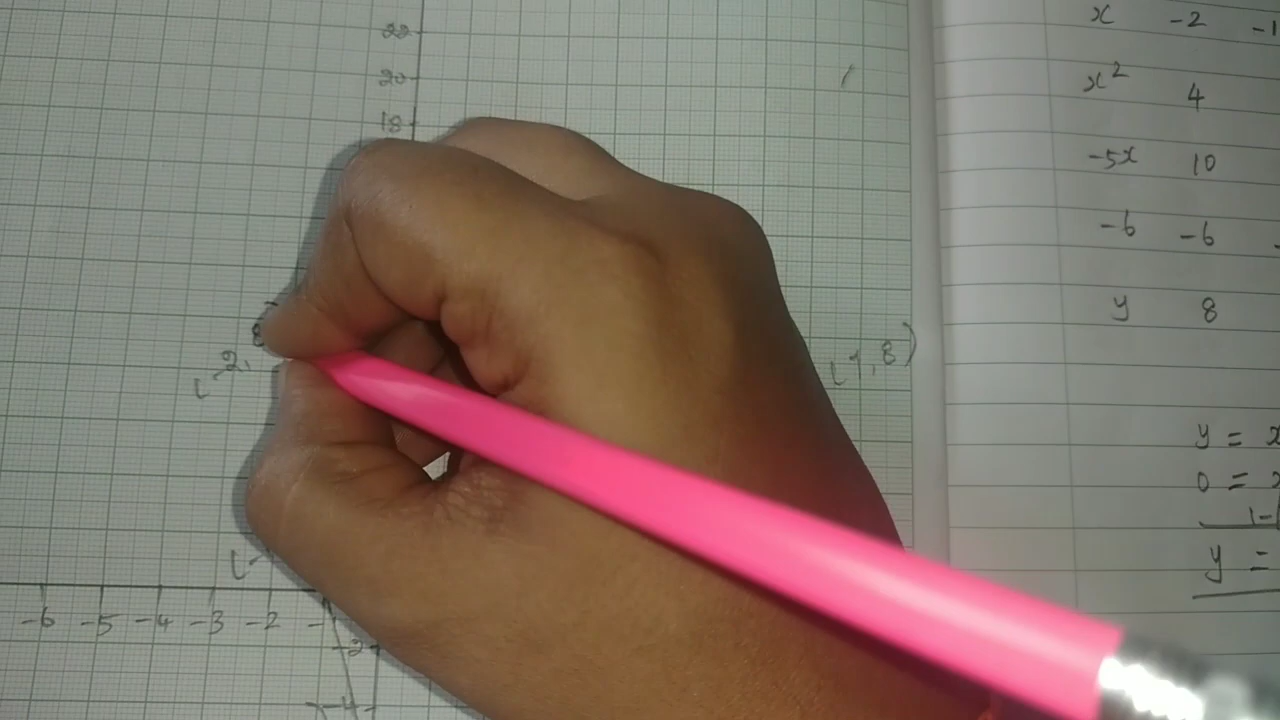 22
20
18
(-2, 8
(7, 8)
-6 -5 -4 -3 -2
-2
-4
x -2 -1
x² 4
-5x 10
-6 -6
y 8
y =
0 =
y =